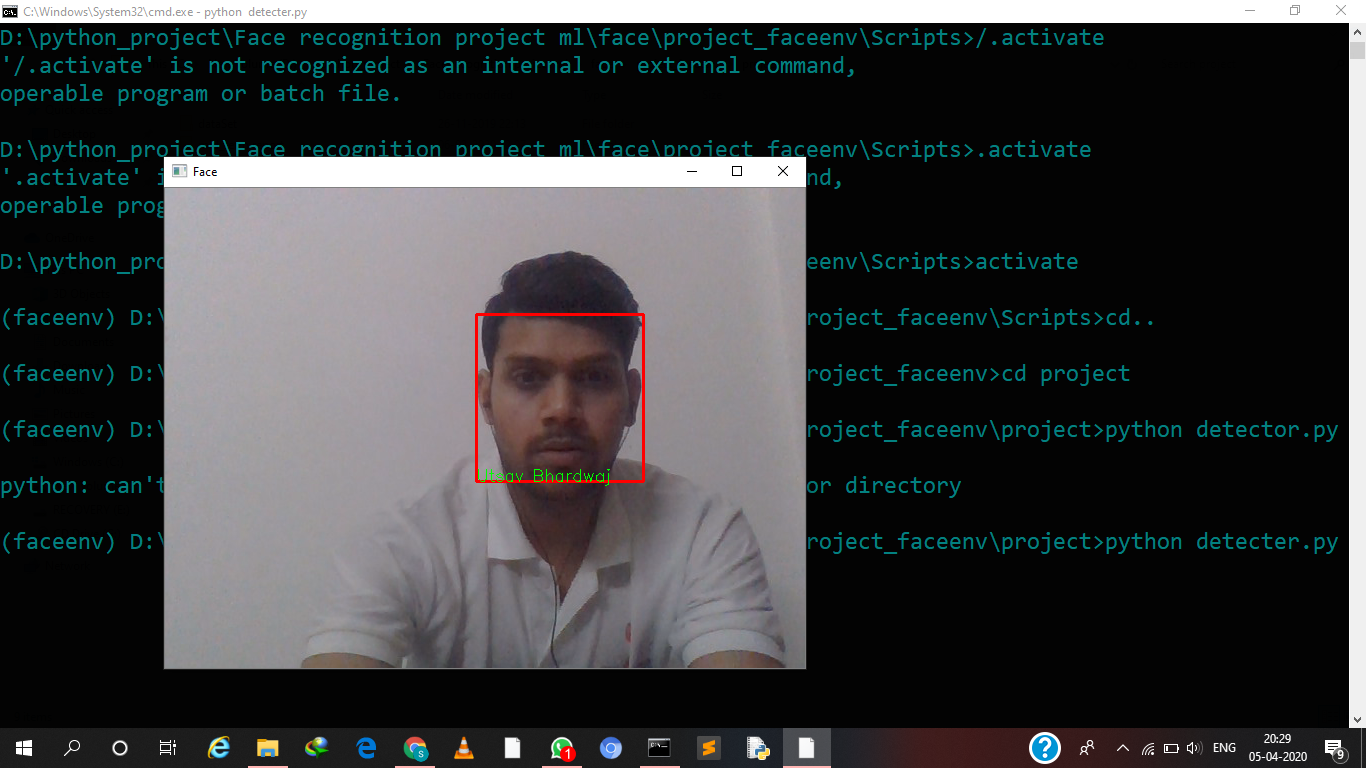 C:\Windows\System32\cmd.exe - python  detecter.py
D:\python_project\Face recognition project ml\face\project_faceenv\Scripts>/.activate
'/.activate' is not recognized as an internal or external command,
operable program or batch file.
D:\python_project\Face recognition project ml\face\project_faceenv\Scripts>.activate
'.activate' i nd,
operable prog
Face
D:\python_pro eenv\Scripts>activate
(faceenv) D:\ roject_faceenv\Scripts>cd..
(faceenv) D:\ roject_faceenv>cd project
(faceenv) D:\ roject_faceenv\project>python detector.py
Bhardwaj
python: can't or directory
(faceenv) D:\ roject_faceenv\project>python detecter.py
ENG
20:29
05-04-2020
1
9